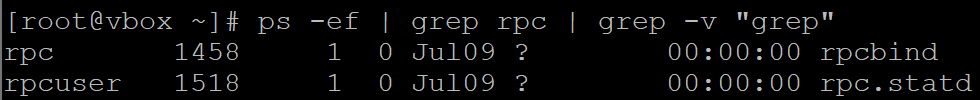 [root@vbox ~]# ps -ef | grep rpc | grep -v "grep"
rpc 1458 1 0 Jul09 ? 00:00:00 rpcbind
rpcuser 1518 1 0 Jul09 ? 00:00:00 rpc.statd